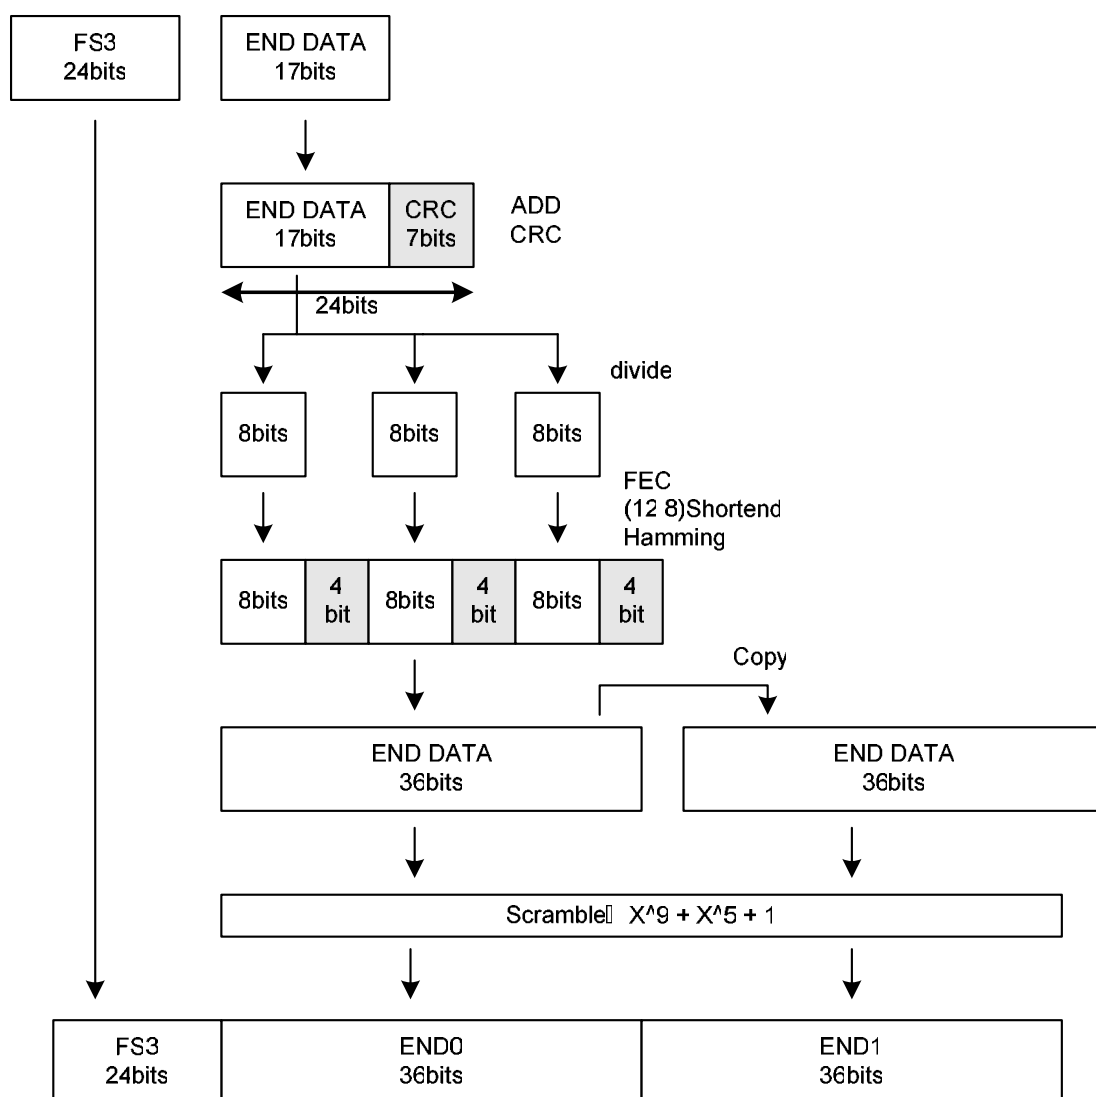 FS3
24bits
END DATA
17bits
END DATA
17bits
CRC
7bits
ADD
CRC
24bits
divide
8bits
8bits
8bits
FEC
(12 8)Shortend
Hamming
8bits
4
bit
8bits
4
bit
8bits
4
bit
Copy
END DATA
36bits
END DATA
36bits
Scramble▯ X^9 + X^5 + 1
FS3
24bits
END0
36bits
END1
36bits